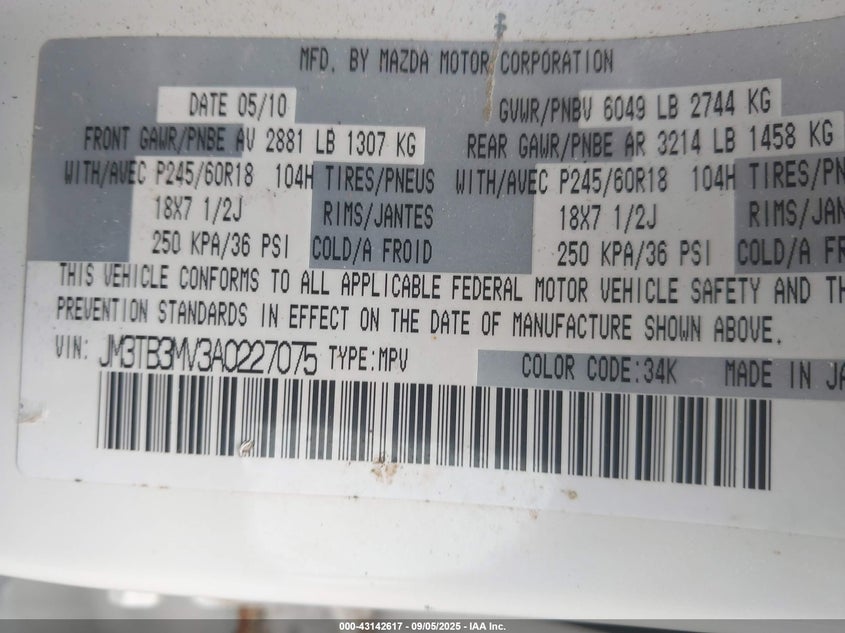 MFD. BY MAZDA MOTOR CORPORATION
DATE 05/10 GVWR/PNBV 6049 LB 2744 KG
FRONT GAWR/PNBE AV 2881 LB 1307 KG REAR GAWR/PNBE AR 3214 LB 1458 KG
WITH/AVEC P245/60R18 104H TIRES/PNEUS WITH/AVEC P245/60R18 104H TIRES/PN
18X7 1/2J RIMS/JANTES 18X7 1/2J RIMS/JAN
250 KPA/36 PSI COLD/A FROID 250 KPA/36 PSI COLD/A FR
THIS VEHICLE CONFORMS TO ALL APPLICABLE FEDERAL MOTOR VEHICLE SAFETY AND TH
PREVENTION STANDARDS IN EFFECT ON THE DATE OF MANUFACTURE SHOWN ABOVE.
VIN: JM3TB3MV3A0227075 TYPE:MPV COLOR CODE:34K MADE IN JA
000-43142617 - 09/05/2025 - IAA Inc.